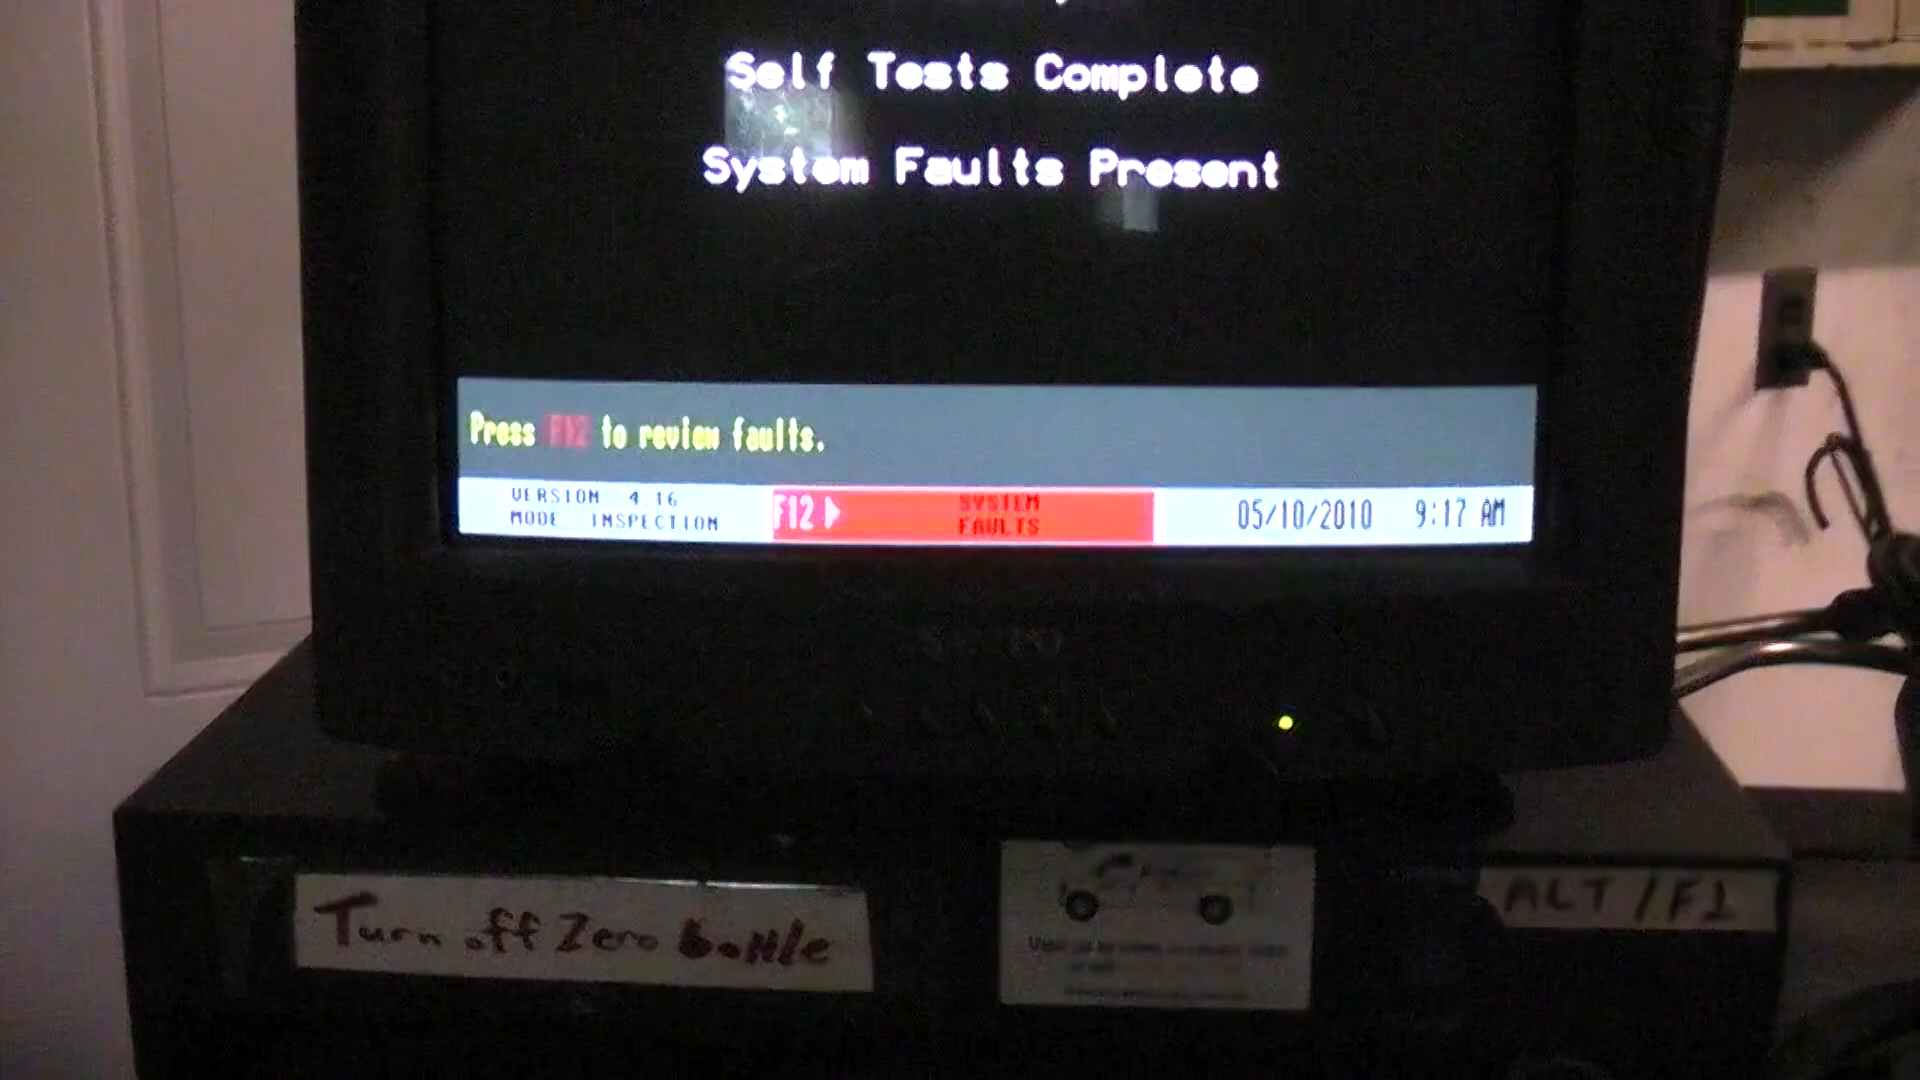 Self Tests Complete
System Faults Present
Press F12 to review faults.
VERSION 4.16
MODE INSPECTION
F12
SYSTEM
FAULTS
05/10/2010 9:17 AM
Turn off Zero bottle
ALT/F1